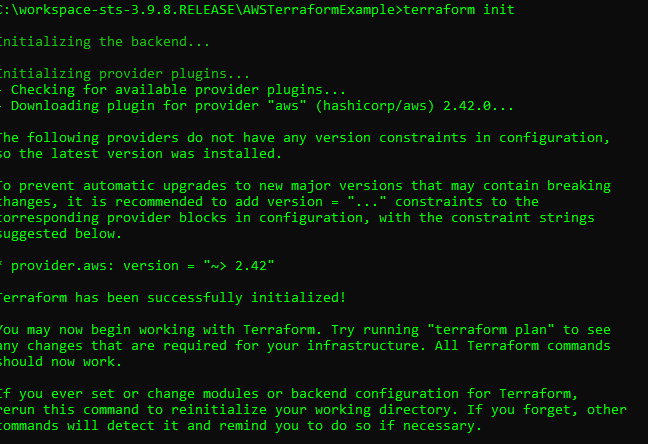 C:\workspace-sts-3.9.8.RELEASE\AWSTerraformExample>terraform init
Initializing the backend...
Initializing provider plugins...
- Checking for available provider plugins...
- Downloading plugin for provider "aws" (hashicorp/aws) 2.42.0...
The following providers do not have any version constraints in configuration,
so the latest version was installed.
To prevent automatic upgrades to new major versions that may contain breaking
changes, it is recommended to add version = "..." constraints to the
corresponding provider blocks in configuration, with the constraint strings
suggested below.
* provider.aws: version = "~> 2.42"
Terraform has been successfully initialized!
You may now begin working with Terraform. Try running "terraform plan" to see
any changes that are required for your infrastructure. All Terraform commands
should now work.
If you ever set or change modules or backend configuration for Terraform,
rerun this command to reinitialize your working directory. If you forget, other
commands will detect it and remind you to do so if necessary.